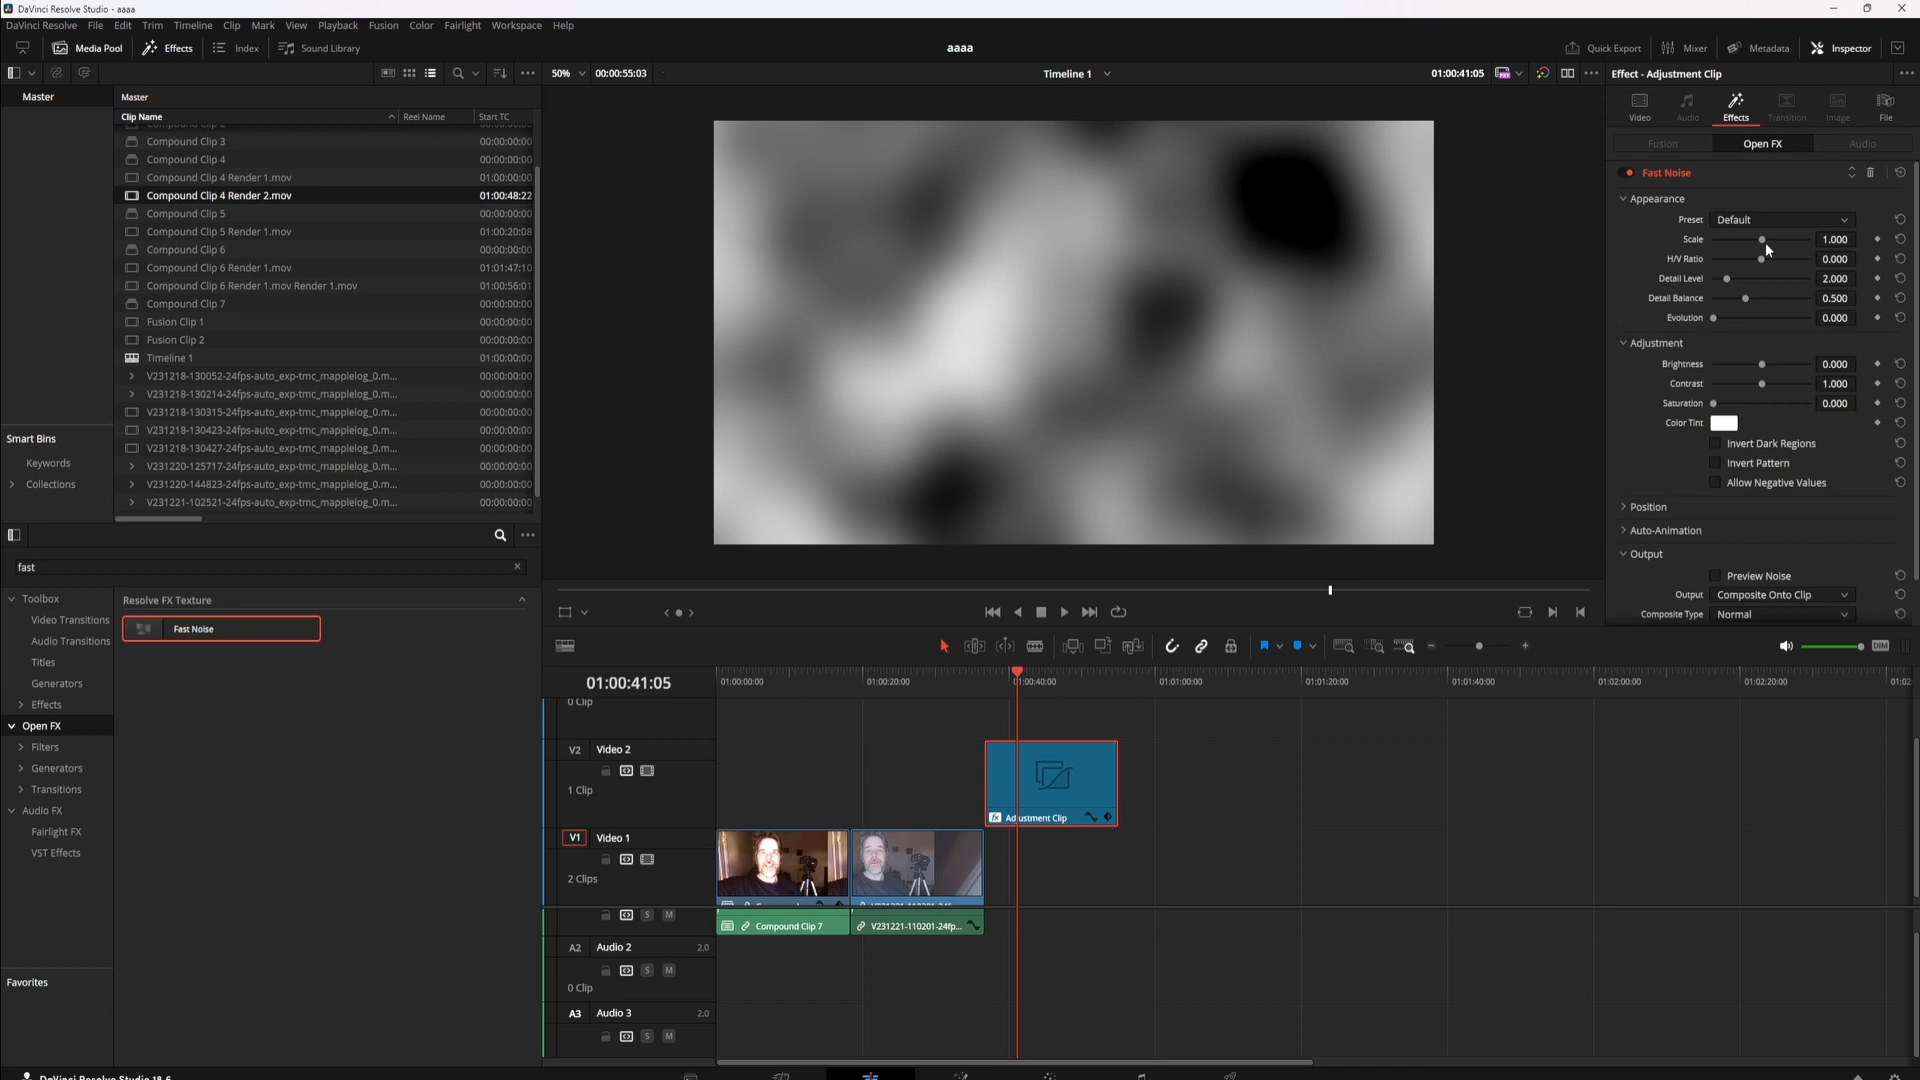 DaVinci Resolve Studio - aaaa
DaVinci Resolve File Edit Trim Timeline Clip Mark View Playback Fusion Color Fairlight Workspace Help
Media Pool Effects Index Sound Library
aaaa
Quick Export Mixer Metadata Inspector
50% 00:00:55:03
Timeline 1
01:00:41:05
Effect - Adjustment Clip
Master
Master
Clip Name Reel Name Start TC
Compound Clip 2 00:00:00:00
Compound Clip 3 00:00:00:00
Compound Clip 4 00:00:00:00
Compound Clip 4 Render 1.mov 01:00:00:00
Compound Clip 4 Render 2.mov 01:00:48:22
Compound Clip 5 00:00:00:00
Compound Clip 5 Render 1.mov 01:00:20:08
Compound Clip 6 00:00:00:00
Compound Clip 6 Render 1.mov 01:01:47:10
Compound Clip 6 Render 1.mov Render 1.mov 01:00:56:01
Compound Clip 7 00:00:00:00
Fusion Clip 1 00:00:00:00
Fusion Clip 2 00:00:00:00
Timeline 1 01:00:00:00
V231218-130052-24fps-auto_exp-tmc_mapplelog_0.m... 00:00:00:00
V231218-130214-24fps-auto_exp-tmc_mapplelog_0.m... 00:00:00:00
V231218-130315-24fps-auto_exp-tmc_mapplelog_0.m... 00:00:00:00
V231218-130423-24fps-auto_exp-tmc_mapplelog_0.m... 00:00:00:00
V231218-130427-24fps-auto_exp-tmc_mapplelog_0.m... 00:00:00:00
V231220-125717-24fps-auto_exp-tmc_mapplelog_0.m... 00:00:00:00
V231220-144823-24fps-auto_exp-tmc_mapplelog_0.m... 00:00:00:00
V231221-102521-24fps-auto_exp-tmc_mapplelog_0.m... 00:00:00:00
Smart Bins
Keywords
Collections
Video Audio Effects Transition Image File
Fusion Open FX Audio
Fast Noise
Appearance
Preset Default
Scale 1.000
H/V Ratio 0.000
Detail Level 2.000
Detail Balance 0.500
Evolution 0.000
Adjustment
Brightness 0.000
Contrast 1.000
Saturation 0.000
Color Tint
Invert Dark Regions
Invert Pattern
Allow Negative Values
Position
Auto-Animation
Output
Preview Noise
Output Composite Onto Clip
Composite Type Normal
fast
Toolbox
Video Transitions
Audio Transitions
Titles
Generators
Effects
Open FX
Filters
Generators
Transitions
Audio FX
Fairlight FX
VST Effects
Favorites
Resolve FX Texture
Fast Noise
DIM
01:00:41:05
01:00:00:00 01:00:20:00 01:00:40:00 01:01:00:00 01:01:20:00 01:01:40:00 01:02:00:00 01:02:20:00 01:02
0 Clip
V2 Video 2
1 Clip
Adjustment Clip
V1 Video 1
2 Clips
S M
Compound Clip 7
V231221-110201-24fp...
A2 Audio 2 2.0
S M
0 Clip
A3 Audio 3 2.0
S M
DaVinci Resolve Studio 18.6